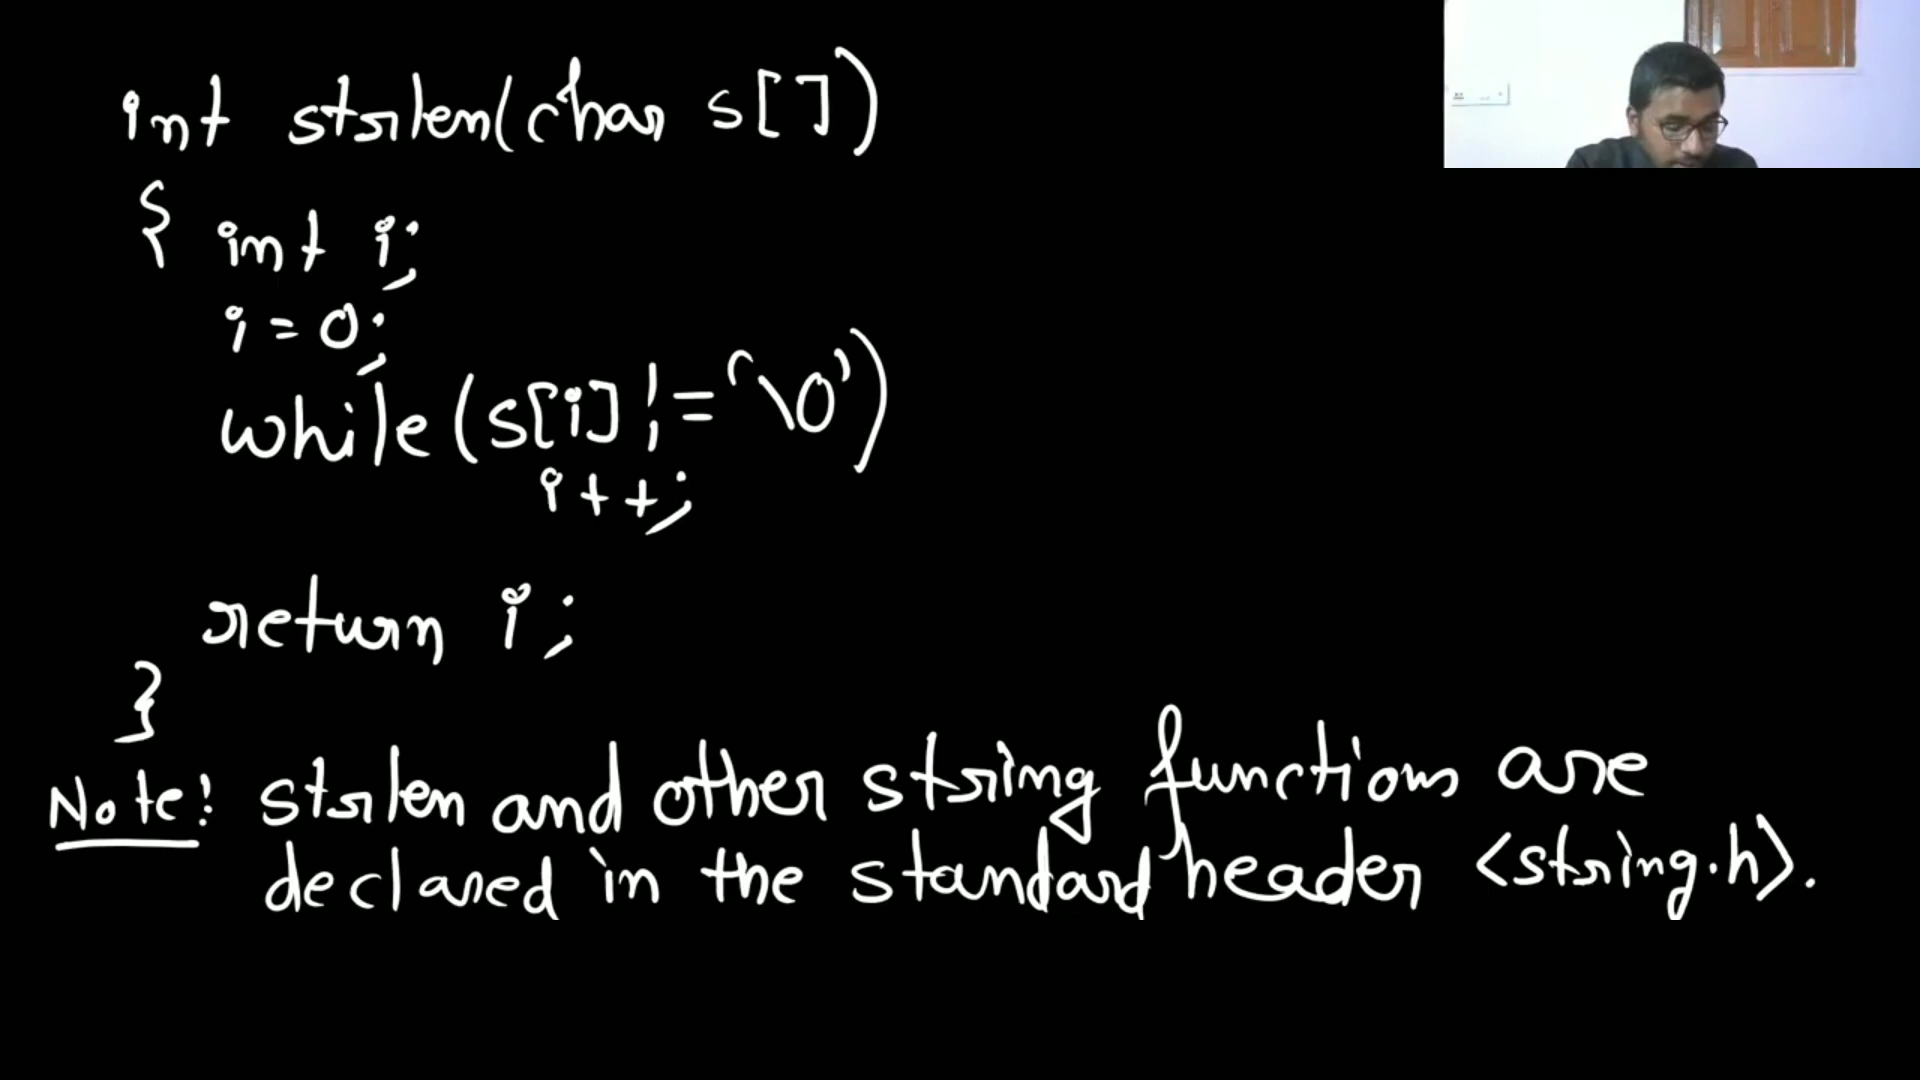 int strlen(char s[])
{ int i;
i = 0;
while (s[i] != '\0')
i++;
return i;
}
Note: strlen and other string functions are
declared in the standard header <string.h>.